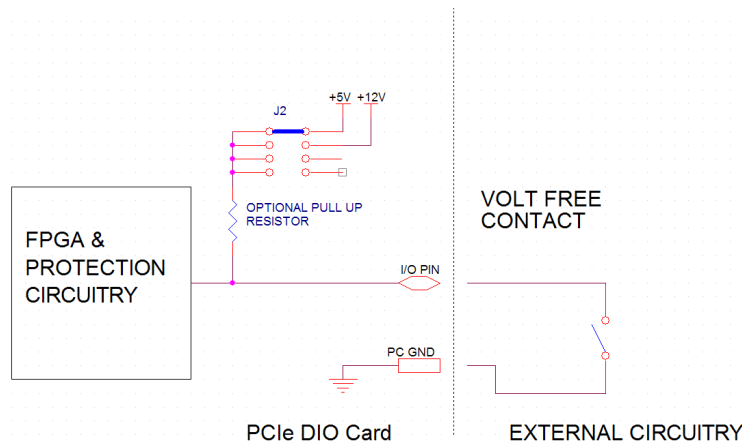 +5V +12V
J2
OPTIONAL PULL UP
RESISTOR
FPGA &
PROTECTION
CIRCUITRY
I/O PIN
PC GND
PCIe DIO Card
VOLT FREE
CONTACT
EXTERNAL CIRCUITRY